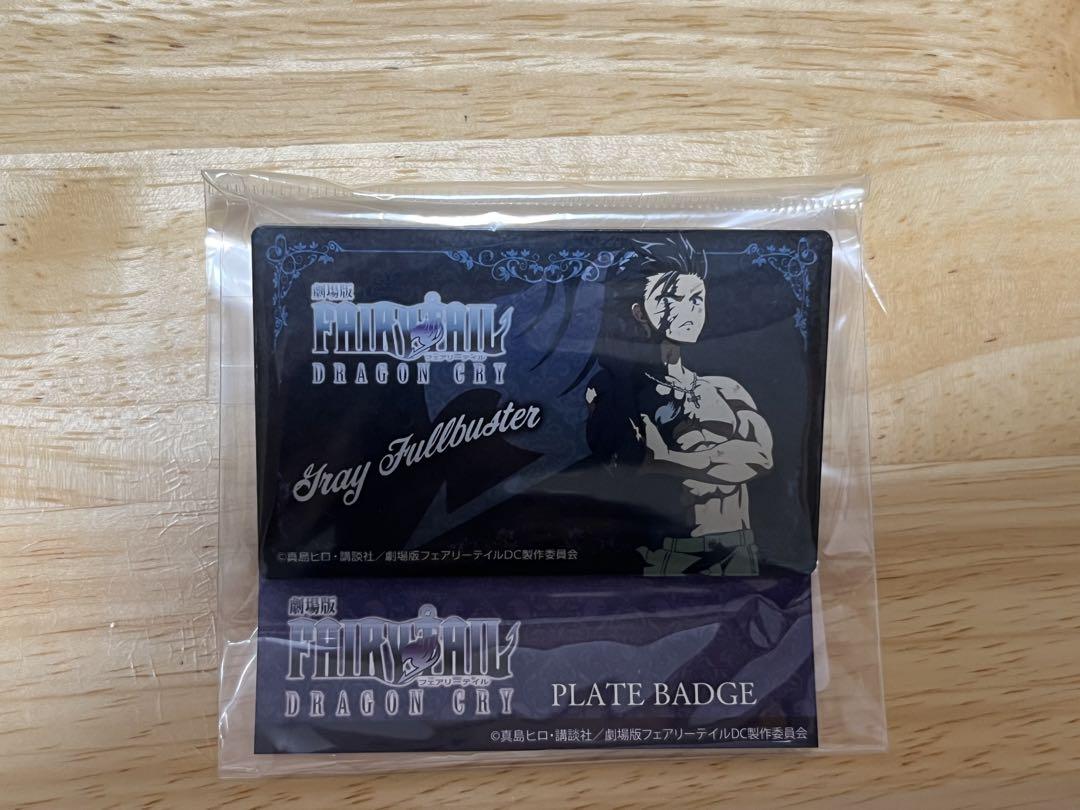 劇場版
FAIRY TAIL
フェアリーテイル
DRAGON CRY
Gray Fullbuster
©真島ヒロ・講談社／劇場版フェアリーテイルDC製作委員会
劇場版
FAIRY TAIL
フェアリーテイル
DRAGON CRY
PLATE BADGE
©真島ヒロ・講談社／劇場版フェアリーテイルDC製作委員会